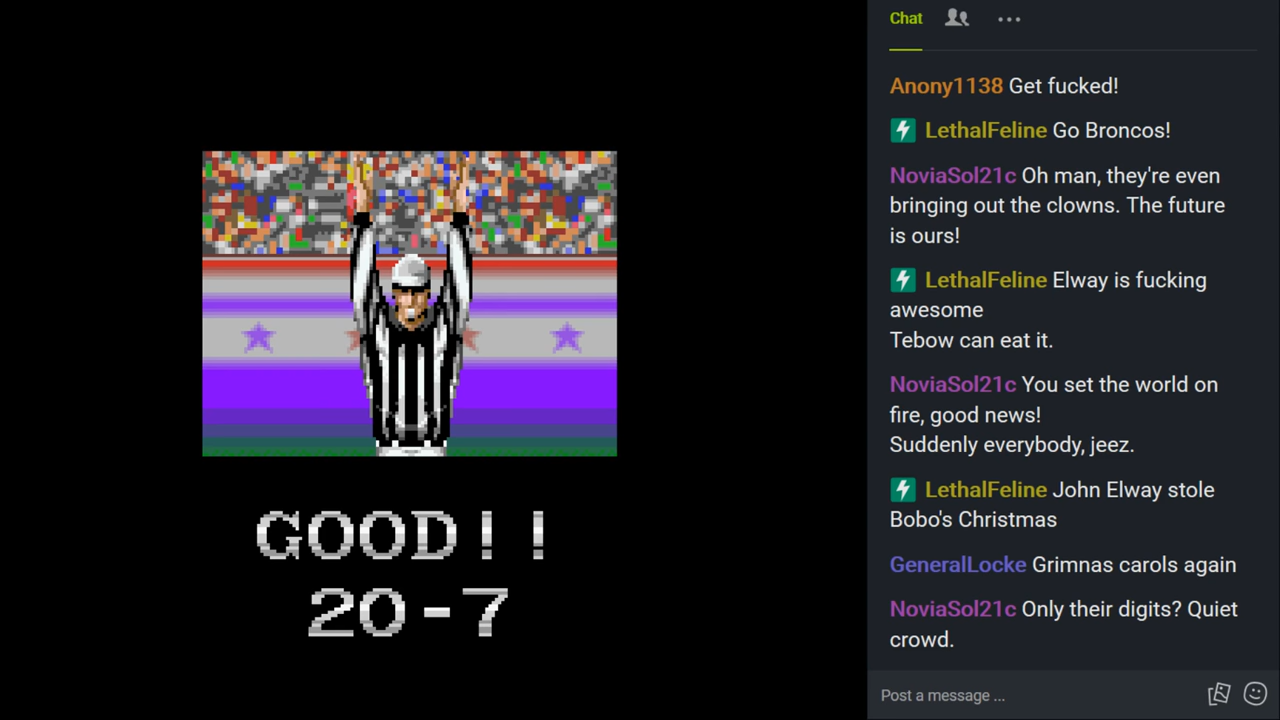 GOOD!!
20-7
Chat
Anony1138 Get fucked!
LethalFeline Go Broncos!
NoviaSol21c Oh man, they're even
bringing out the clowns. The future
is ours!
LethalFeline Elway is fucking
awesome
Tebow can eat it.
NoviaSol21c You set the world on
fire, good news!
Suddenly everybody, jeez.
LethalFeline John Elway stole
Bobo's Christmas
GeneralLocke Grimnas carols again
NoviaSol21c Only their digits? Quiet
crowd.
Post a message ...